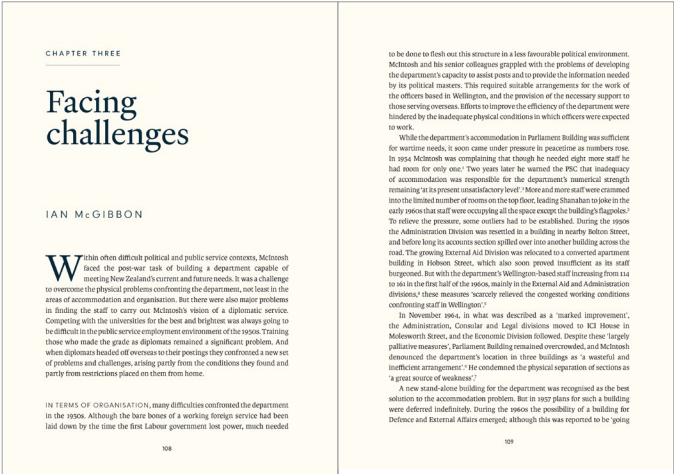 CHAPTER THREE
Facing
challenges
IAN McGIBBON
Within often difficult political and public service contexts, McIntosh
faced the post-war task of building a department capable of
meeting New Zealand's current and future needs. It was a challenge
to overcome the physical problems confronting the department, not least in the
areas of accommodation and organisation. But there were also major problems
in finding the staff to carry out McIntosh's vision of a diplomatic service.
Competing with the universities for the best and brightest was always going to
be difficult in the public service employment environment of the 1950s. Training
those who made the grade as diplomats remained a significant problem. And
when diplomats headed off overseas to their postings they confronted a new set
of problems and challenges, arising partly from the conditions they found and
partly from restrictions placed on them from home.
IN TERMS OF ORGANISATION, many difficulties confronted the department
in the 1950s. Although the bare bones of a working foreign service had been
laid down by the time the first Labour government lost power, much needed
108
to be done to flesh out this structure in a less favourable political environment.
McIntosh and his senior colleagues grappled with the problems of developing
the department's capacity to assist posts and to provide the information needed
by its political masters. This required suitable arrangements for the work of
the officers based in Wellington, and the provision of the necessary support to
those serving overseas. Efforts to improve the efficiency of the department were
hindered by the inadequate physical conditions in which officers were expected
to work.
While the department's accommodation in Parliament Building was sufficient
for wartime needs, it soon came under pressure in peacetime as numbers rose.
In 1954 McIntosh was complaining that though he needed eight more staff he
had room for only one.¹ Two years later he warned the PSC that inadequacy
of accommodation was responsible for the department's numerical strength
remaining 'at its present unsatisfactory level'.² More and more staff were crammed
into the limited number of rooms on the top floor, leading Shanahan to joke in the
early 1960s that staff were occupying all the space except the building's flagpoles.³
To relieve the pressure, some outliers had to be established. During the 1950s
the Administration Division was resettled in a building in nearby Bolton Street,
and before long its accounts section spilled over into another building across the
road. The growing External Aid Division was relocated to a converted apartment
building in Hobson Street, which also soon proved insufficient as its staff
burgeoned. But with the department's Wellington-based staff increasing from 114
to 161 in the first half of the 1960s, mainly in the External Aid and Administration
divisions,⁴ these measures 'scarcely relieved the congested working conditions
confronting staff in Wellington'.⁵
In November 1964, in what was described as a 'marked improvement',
the Administration, Consular and Legal divisions moved to ICI House in
Molesworth Street, and the Economic Division followed. Despite these 'largely
palliative measures', Parliament Building remained overcrowded, and McIntosh
denounced the department's location in three buildings as 'a wasteful and
inefficient arrangement'.⁶ He condemned the physical separation of sections as
'a great source of weakness'.⁷
A new stand-alone building for the department was recognised as the best
solution to the accommodation problem. But in 1957 plans for such a building
were deferred indefinitely. During the 1960s the possibility of a building for
Defence and External Affairs emerged; although this was reported to be 'going
109